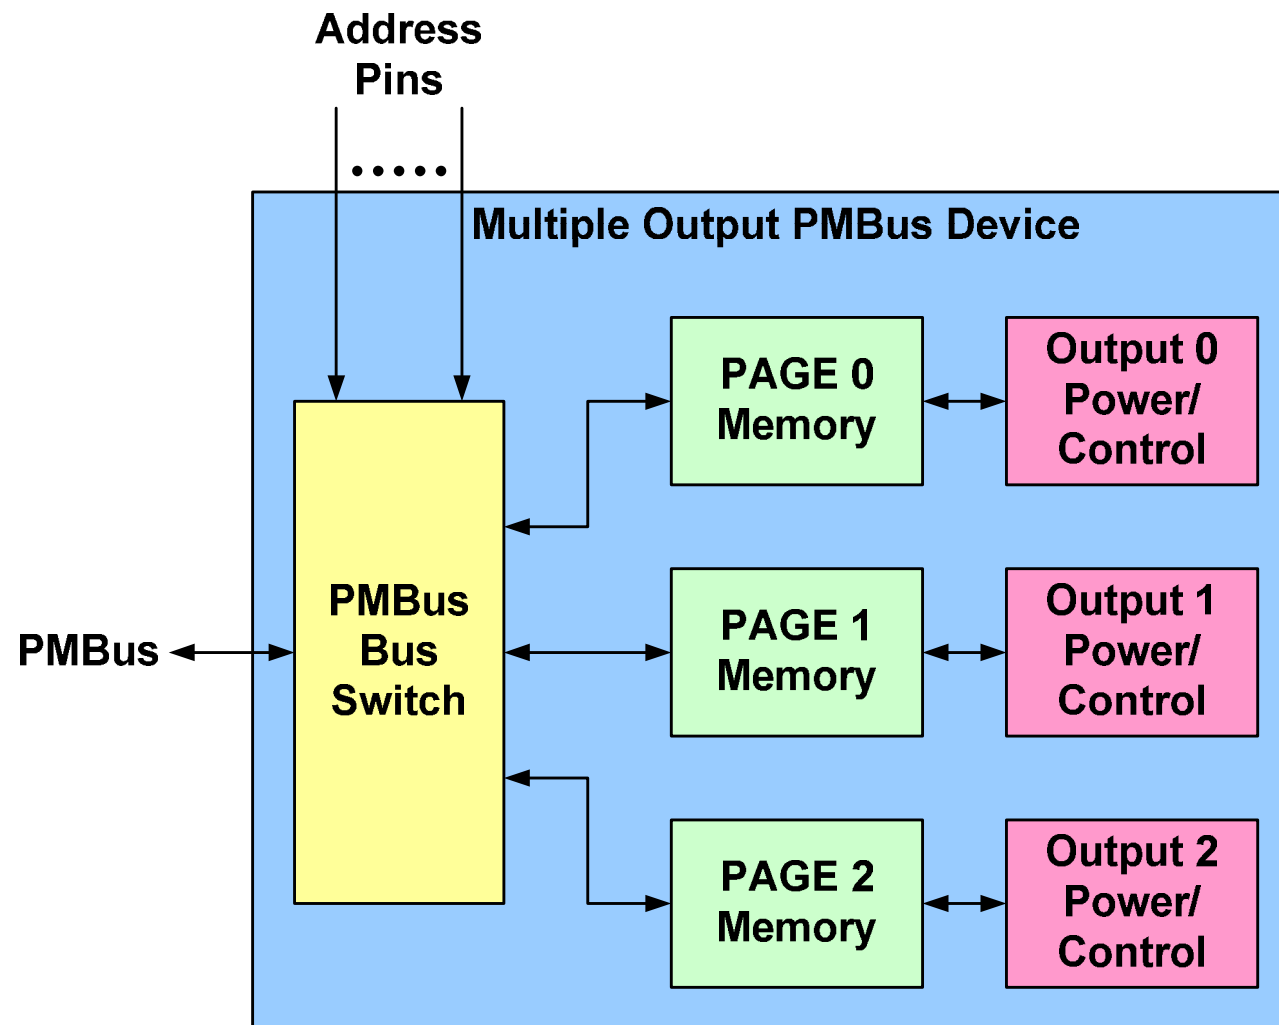 Address
Pins
Multiple Output PMBus Device
PMBus
PMBus
Bus
Switch
PAGE 0
Memory
Output 0
Power/
Control
PAGE 1
Memory
Output 1
Power/
Control
PAGE 2
Memory
Output 2
Power/
Control